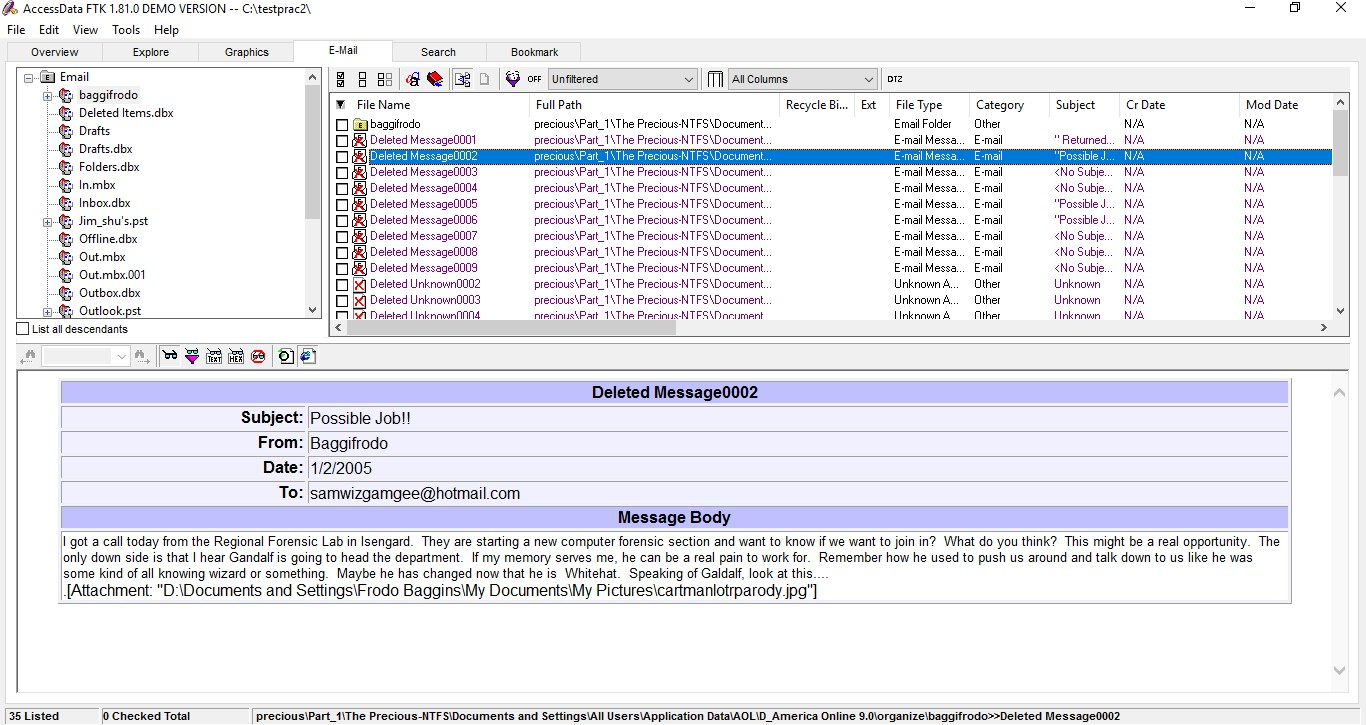 AccessData FTK 1.81.0 DEMO VERSION -- C:\testprac2\
File Edit View Tools Help
Overview Explore Graphics E-Mail Search Bookmark
Email
baggifrodo
Deleted Items.dbx
Drafts
Drafts.dbx
Folders.dbx
In.mbx
Inbox.dbx
Jim_shu's.pst
Offline.dbx
Out.mbx
Out.mbx.001
Outbox.dbx
Outlook.pst
List all descendants
OFF Unfiltered All Columns DTZ
File Name Full Path Recycle Bi... Ext File Type Category Subject Cr Date Mod Date
baggifrodo precious\Part_1\The Precious-NTFS\Document... Email Folder Other N/A N/A
Deleted Message0001 precious\Part_1\The Precious-NTFS\Document... E-mail Messa... E-mail " Returned... N/A N/A
Deleted Message0002 precious\Part_1\The Precious-NTFS\Document... E-mail Messa... E-mail "Possible J... N/A N/A
Deleted Message0003 precious\Part_1\The Precious-NTFS\Document... E-mail Messa... E-mail <No Subje... N/A N/A
Deleted Message0004 precious\Part_1\The Precious-NTFS\Document... E-mail Messa... E-mail <No Subje... N/A N/A
Deleted Message0005 precious\Part_1\The Precious-NTFS\Document... E-mail Messa... E-mail "Possible J... N/A N/A
Deleted Message0006 precious\Part_1\The Precious-NTFS\Document... E-mail Messa... E-mail "Possible J... N/A N/A
Deleted Message0007 precious\Part_1\The Precious-NTFS\Document... E-mail Messa... E-mail <No Subje... N/A N/A
Deleted Message0008 precious\Part_1\The Precious-NTFS\Document... E-mail Messa... E-mail <No Subje... N/A N/A
Deleted Message0009 precious\Part_1\The Precious-NTFS\Document... E-mail Messa... E-mail <No Subje... N/A N/A
Deleted Unknown0002 precious\Part_1\The Precious-NTFS\Document... Unknown A... Other Unknown N/A N/A
Deleted Unknown0003 precious\Part_1\The Precious-NTFS\Document... Unknown A... Other Unknown N/A N/A
Deleted Unknown0004 precious\Part_1\The Precious-NTFS\Document... Unknown A... Other Unknown N/A N/A
TEXT HEX
Deleted Message0002
Subject: Possible Job!!
From: Baggifrodo
Date: 1/2/2005
To: samwizgamgee@hotmail.com
Message Body
I got a call today from the Regional Forensic Lab in Isengard. They are starting a new computer forensic section and want to know if we want to join in? What do you think? This might be a real opportunity. The
only down side is that I hear Gandalf is going to head the department. If my memory serves me, he can be a real pain to work for. Remember how he used to push us around and talk down to us like he was
some kind of all knowing wizard or something. Maybe he has changed now that he is Whitehat. Speaking of Galdalf, look at this....
.[Attachment: "D:\Documents and Settings\Frodo Baggins\My Documents\My Pictures\cartmanlotrparody.jpg"]
35 Listed 0 Checked Total precious\Part_1\The Precious-NTFS\Documents and Settings\All Users\Application Data\AOL\D_America Online 9.0\organize\baggifrodo>>Deleted Message0002